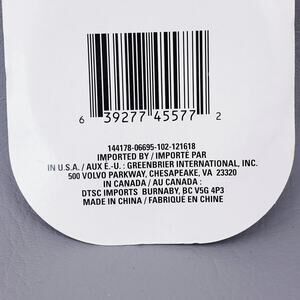 6 39277 45577 2
144178-06695-102-121618
IMPORTED BY / IMPORTÉ PAR
IN U.S.A. / AUX É.-U. : GREENBRIER INTERNATIONAL, INC.
500 VOLVO PARKWAY, CHESAPEAKE, VA 23320
IN CANADA / AU CANADA :
DTSC IMPORTS BURNABY, BC V5G 4P3
MADE IN CHINA / FABRIQUÉ EN CHINE